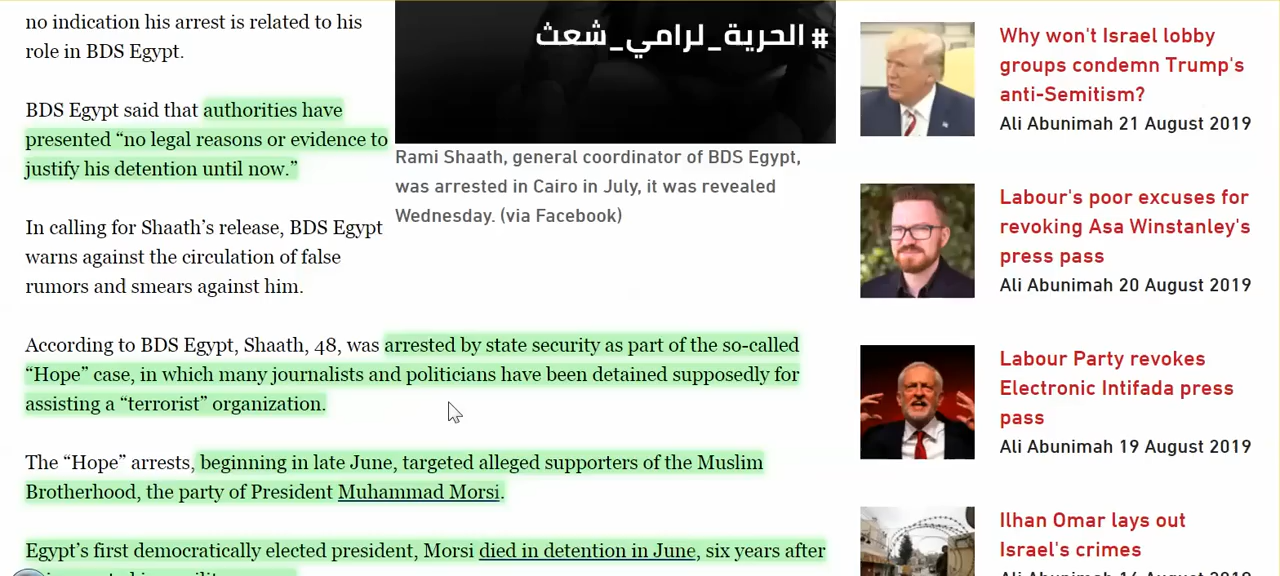 no indication his arrest is related to his
role in BDS Egypt.
BDS Egypt said that authorities have
presented “no legal reasons or evidence to
justify his detention until now.”
In calling for Shaath’s release, BDS Egypt
warns against the circulation of false
rumors and smears against him.
#الحرية_لرامي_شعث
Rami Shaath, general coordinator of BDS Egypt,
was arrested in Cairo in July, it was revealed
Wednesday. (via Facebook)
According to BDS Egypt, Shaath, 48, was arrested by state security as part of the so-called
“Hope” case, in which many journalists and politicians have been detained supposedly for
assisting a “terrorist” organization.
The “Hope” arrests, beginning in late June, targeted alleged supporters of the Muslim
Brotherhood, the party of President Muhammad Morsi.
Egypt’s first democratically elected president, Morsi died in detention in June, six years after
Why won't Israel lobby
groups condemn Trump's
anti-Semitism?
Ali Abunimah 21 August 2019
Labour's poor excuses for
revoking Asa Winstanley's
press pass
Ali Abunimah 20 August 2019
Labour Party revokes
Electronic Intifada press
pass
Ali Abunimah 19 August 2019
Ilhan Omar lays out
Israel's crimes
Ali Abunimah 16 August 2019